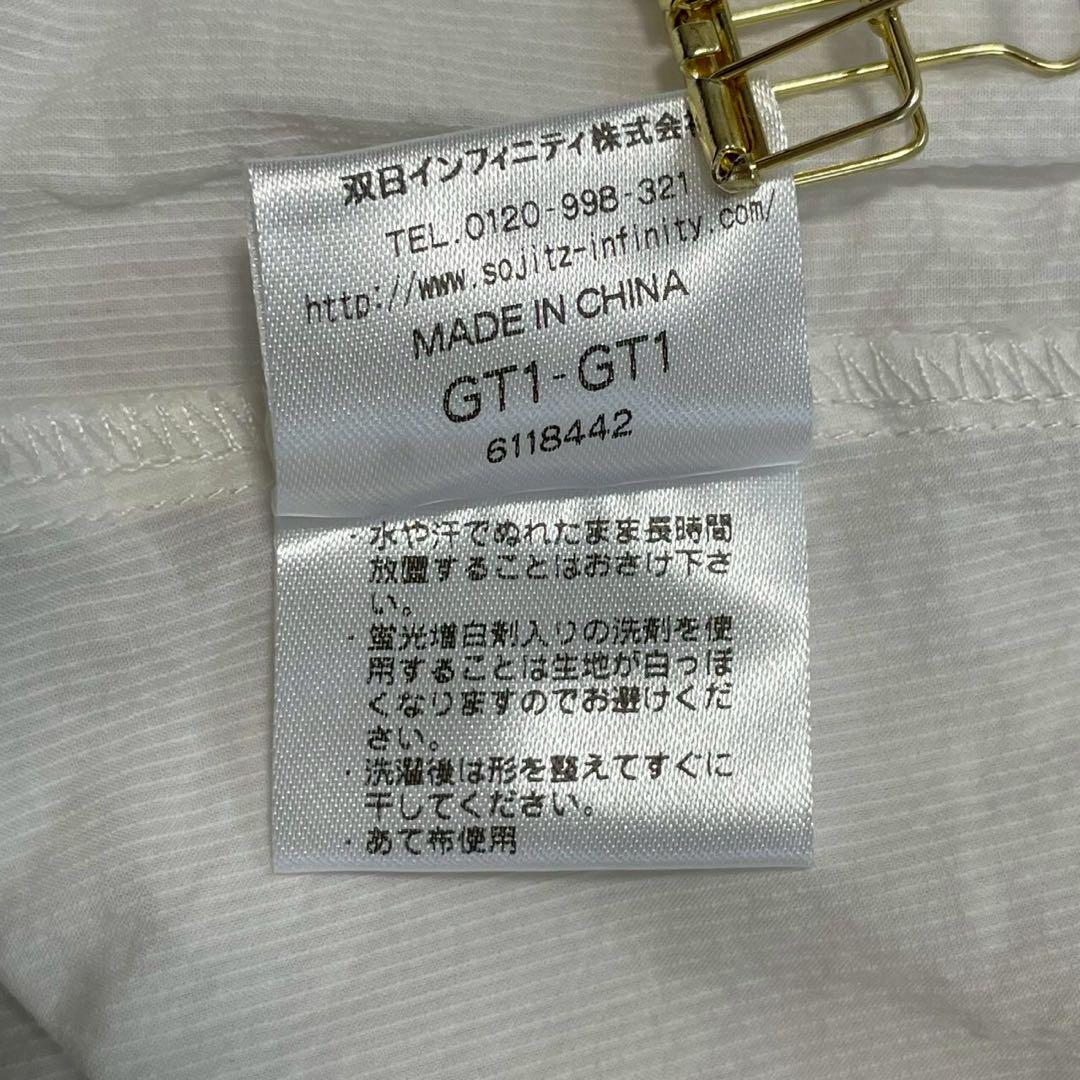 双日インフィニティ株式会
TEL.0120-998-321
http://www.sojitz-infinity.com/
MADE IN CHINA
GT1-GT1
6118442
・水や汗でぬれたまま長時間
放置することはおさけ下さ
い。
・蛍光増白剤入りの洗剤を使
用することは生地が白っぽ
くなりますのでお避けくだ
さい。
・洗濯後は形を整えてすぐに
干してください。
・あて布使用